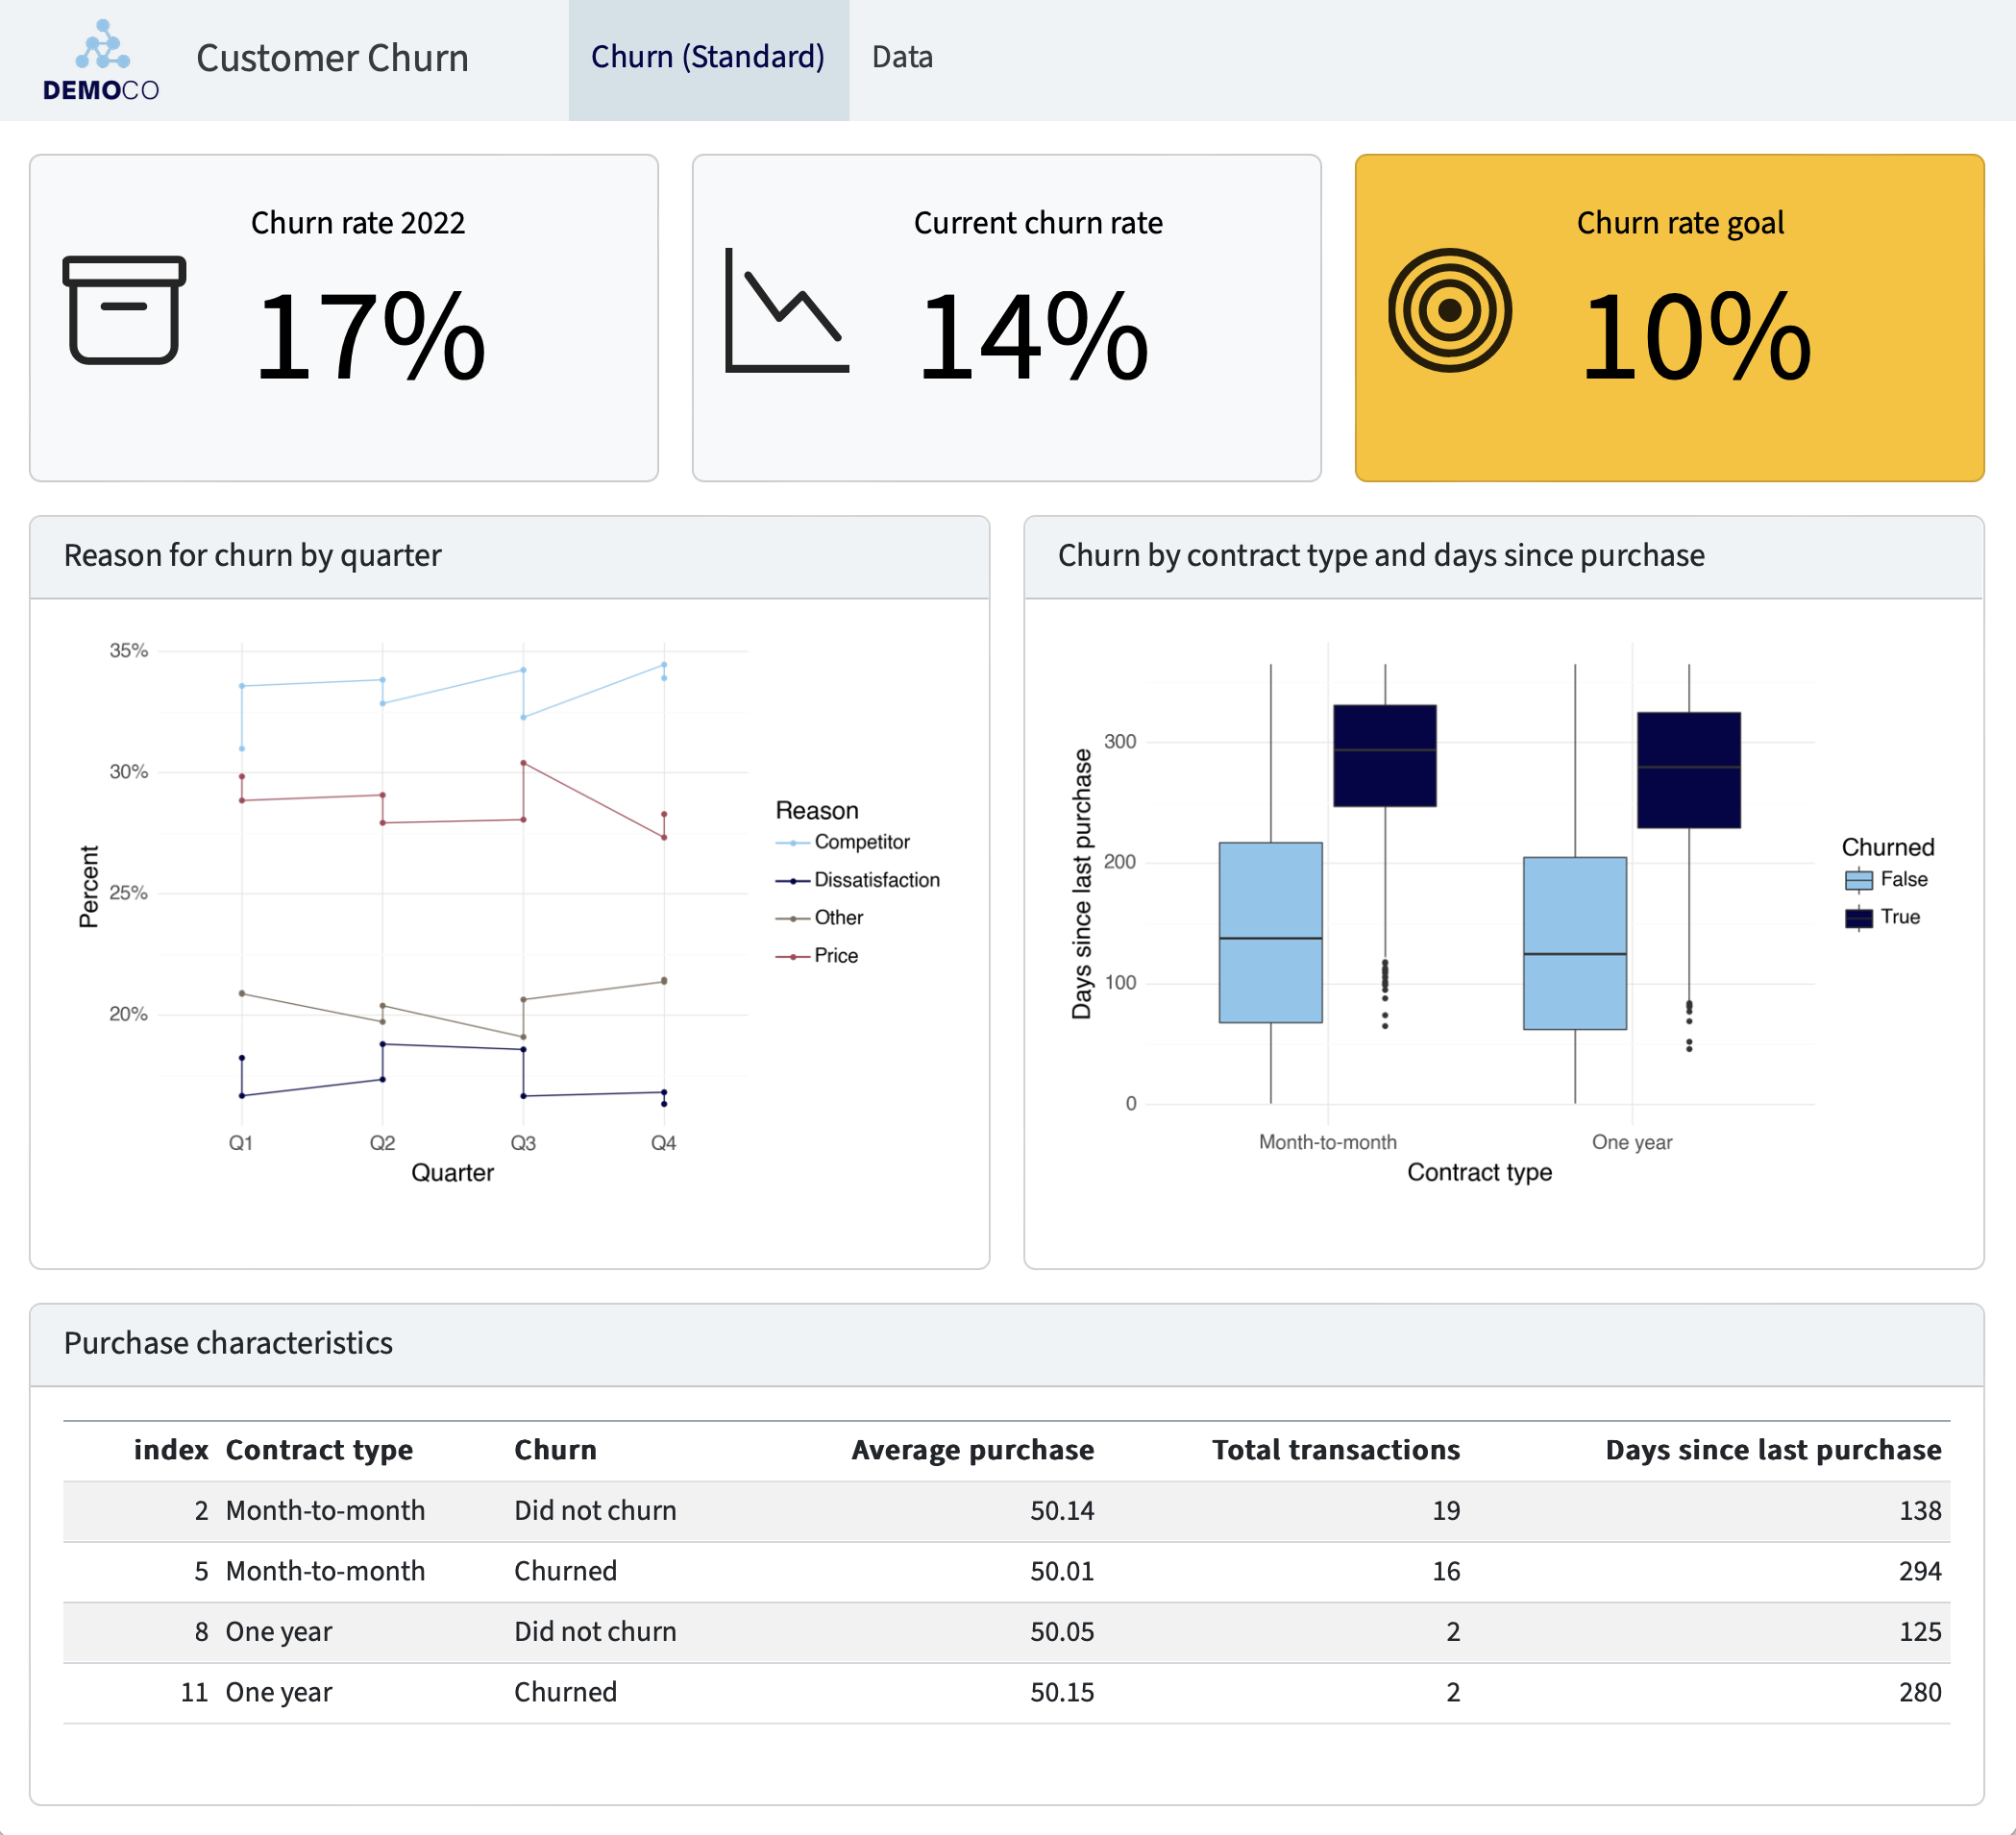 DEMOCO
Customer Churn
Churn (Standard)
Data
Churn rate 2022
17%
Current churn rate
14%
Churn rate goal
10%
Reason for churn by quarter
35%
30%
25%
20%
Percent
Q1 Q2 Q3 Q4
Quarter
Reason
Competitor
Dissatisfaction
Other
Price
Churn by contract type and days since purchase
300
200
100
0
Days since last purchase
Month-to-month One year
Contract type
Churned
False
True
Purchase characteristics
index Contract type Churn Average purchase Total transactions Days since last purchase
2 Month-to-month Did not churn 50.14 19 138
5 Month-to-month Churned 50.01 16 294
8 One year Did not churn 50.05 2 125
11 One year Churned 50.15 2 280